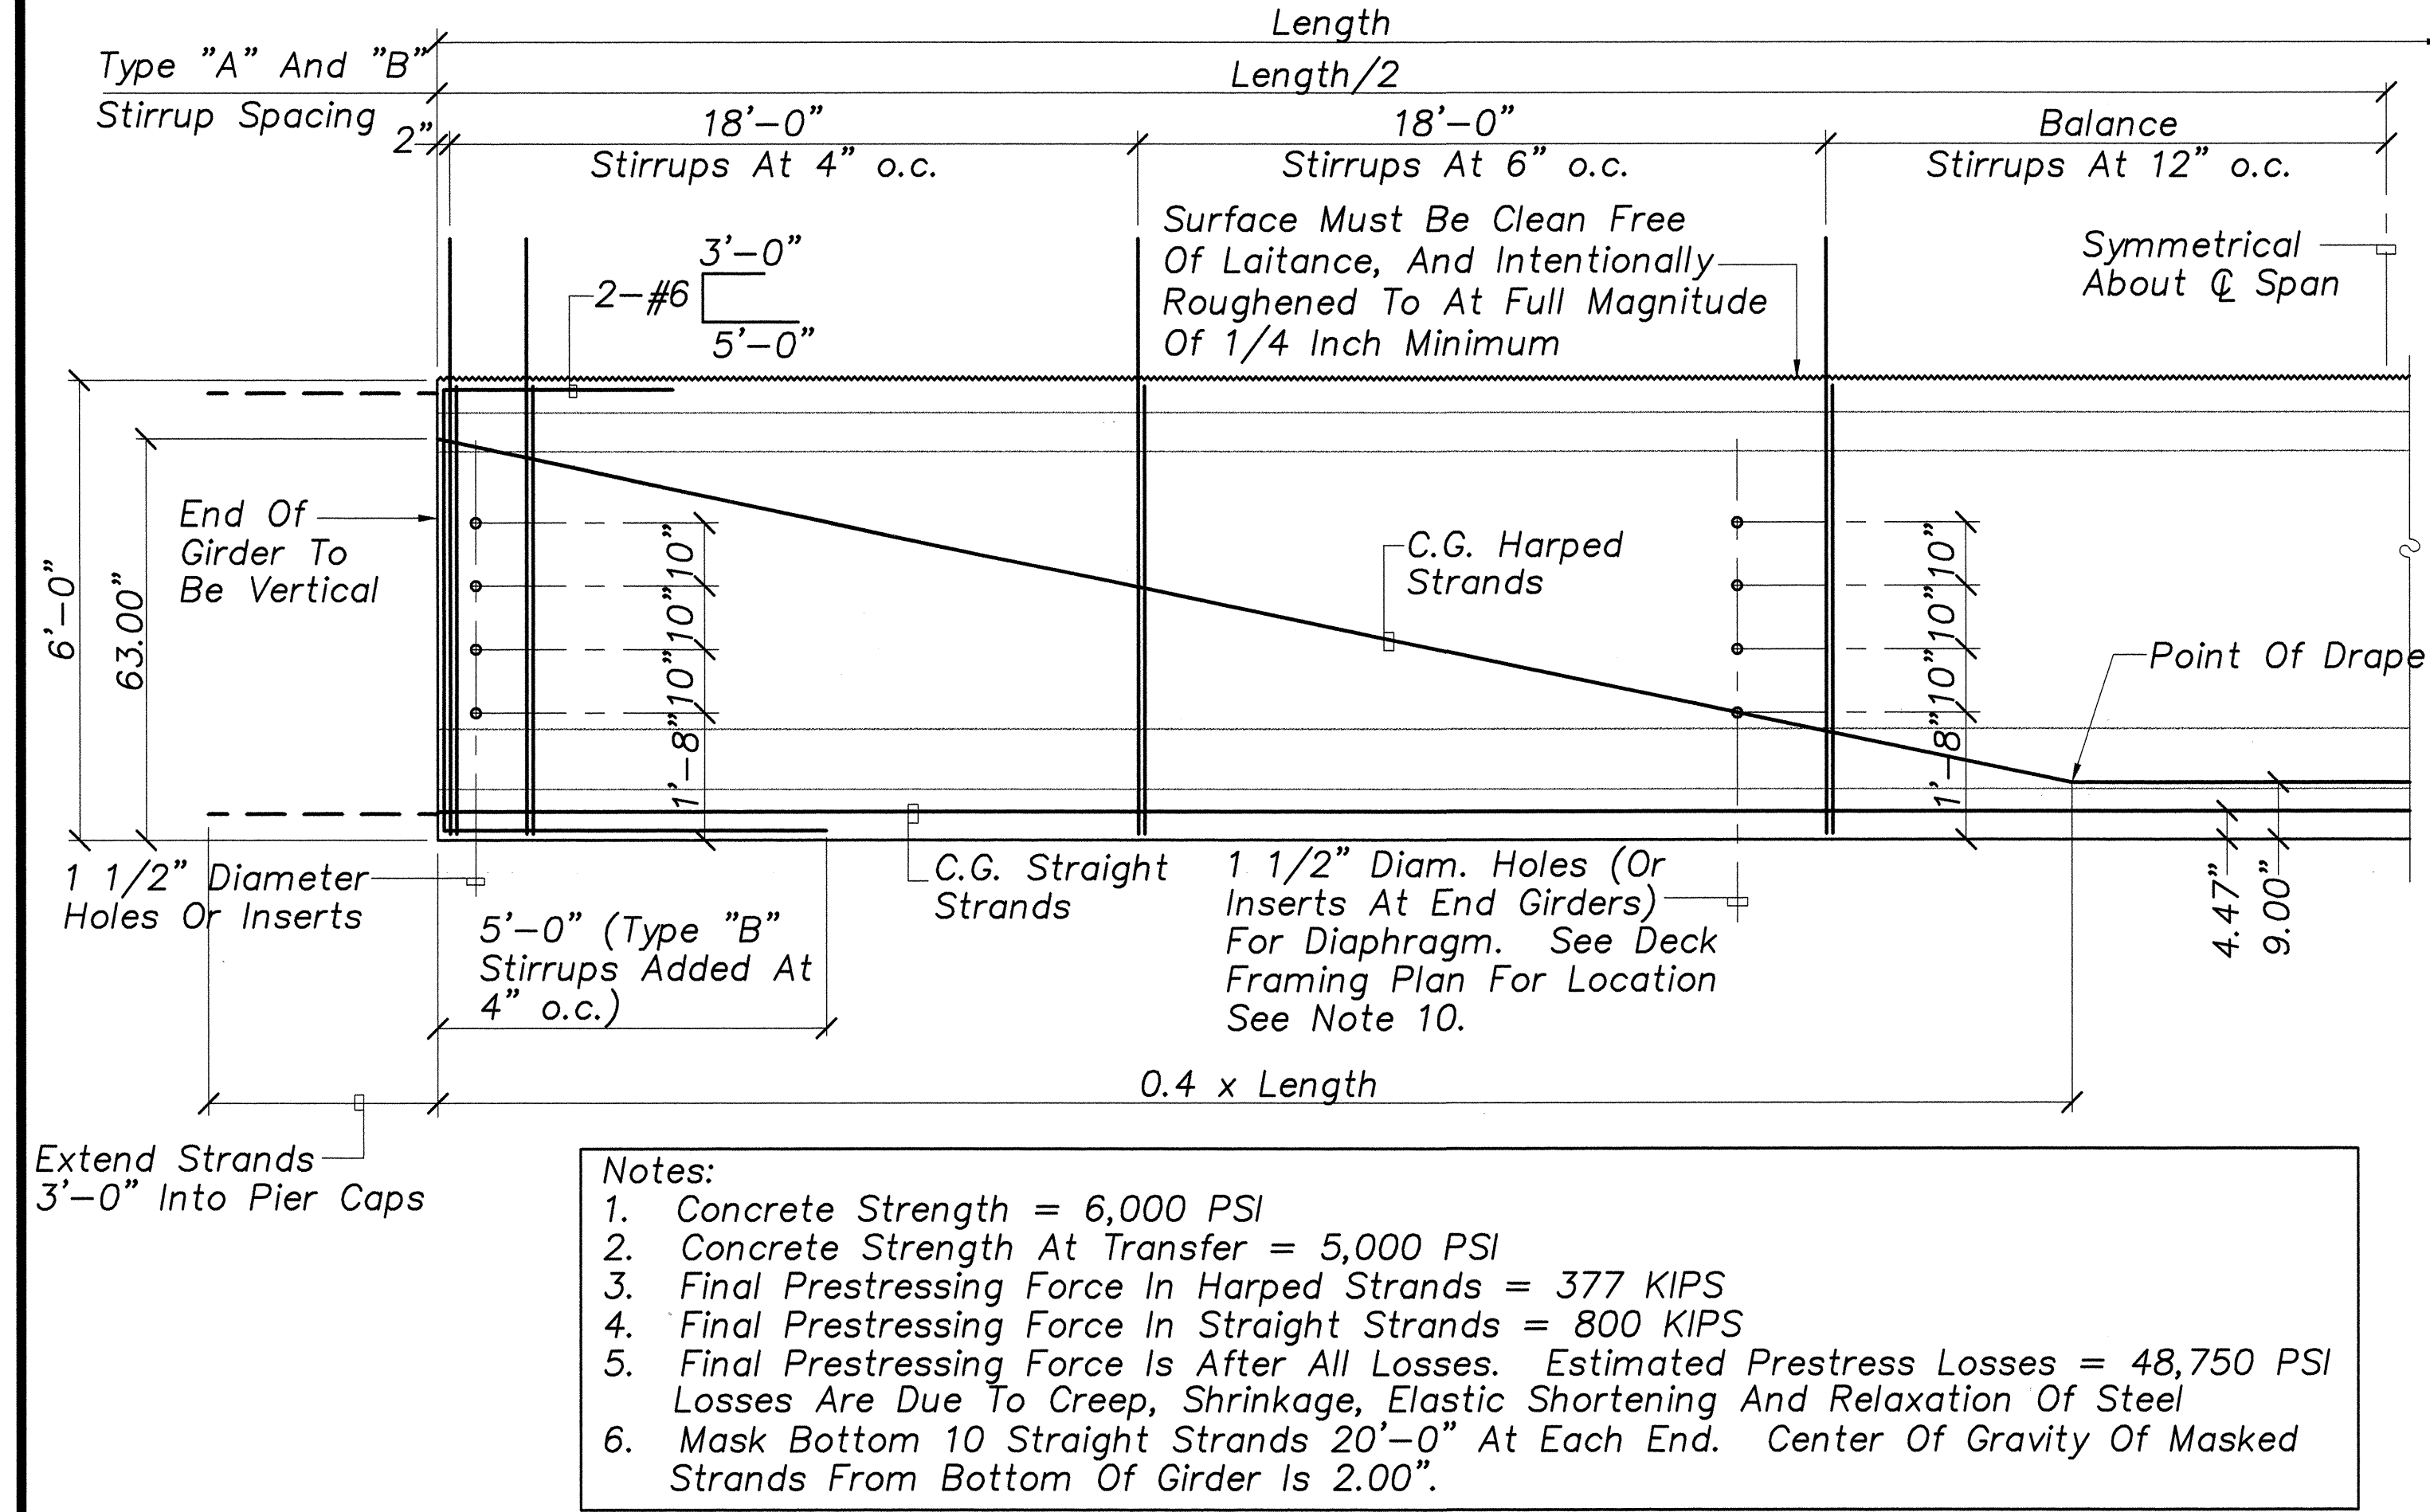 Length
Type "A" And "B"
Length/2
Stirrup Spacing
2"
18'-0"
18'-0"
Balance
Stirrups At 4" o.c.
Stirrups At 6" o.c.
Stirrups At 12" o.c.
Surface Must Be Clean Free
Of Laitance, And Intentionally
Roughened To At Full Magnitude
Of 1/4 Inch Minimum
Symmetrical
About ℄ Span
3'-0"
2-#6
5'-0"
End Of
Girder To
Be Vertical
6'-0"
63.00"
10"
10"
10"
1'-8"
C.G. Harped
Strands
10"
10"
10"
1'-8"
Point Of Drape
1 1/2" Diameter
Holes Or Inserts
C.G. Straight
Strands
5'-0" (Type "B"
Stirrups Added At
4" o.c.)
1 1/2" Diam. Holes (Or
Inserts At End Girders)
For Diaphragm. See Deck
Framing Plan For Location
See Note 10.
4.47"
9.00"
0.4 x Length
Extend Strands
3'-0" Into Pier Caps
Notes:
1. Concrete Strength = 6,000 PSI
2. Concrete Strength At Transfer = 5,000 PSI
3. Final Prestressing Force In Harped Strands = 377 KIPS
4. Final Prestressing Force In Straight Strands = 800 KIPS
5. Final Prestressing Force Is After All Losses. Estimated Prestress Losses = 48,750 PSI
Losses Are Due To Creep, Shrinkage, Elastic Shortening And Relaxation Of Steel
6. Mask Bottom 10 Straight Strands 20'-0" At Each End. Center Of Gravity Of Masked
Strands From Bottom Of Girder Is 2.00".